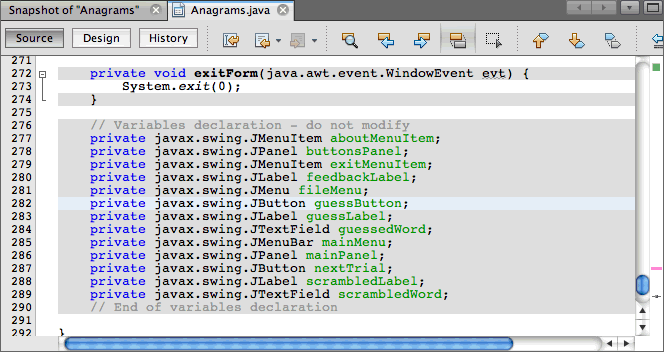 Snapshot of "Anagrams" Anagrams.java
Source Design History
271
272 private void exitForm(java.awt.event.WindowEvent evt) {
273 System.exit(0);
274 }
275
276 // Variables declaration - do not modify
277 private javax.swing.JMenuItem aboutMenuItem;
278 private javax.swing.JPanel buttonsPanel;
279 private javax.swing.JMenuItem exitMenuItem;
280 private javax.swing.JLabel feedbackLabel;
281 private javax.swing.JMenu fileMenu;
282 private javax.swing.JButton guessButton;
283 private javax.swing.JLabel guessLabel;
284 private javax.swing.JTextField guessedWord;
285 private javax.swing.JMenuBar mainMenu;
286 private javax.swing.JPanel mainPanel;
287 private javax.swing.JButton nextTrial;
288 private javax.swing.JLabel scrambledLabel;
289 private javax.swing.JTextField scrambledWord;
290 // End of variables declaration
291
292 }